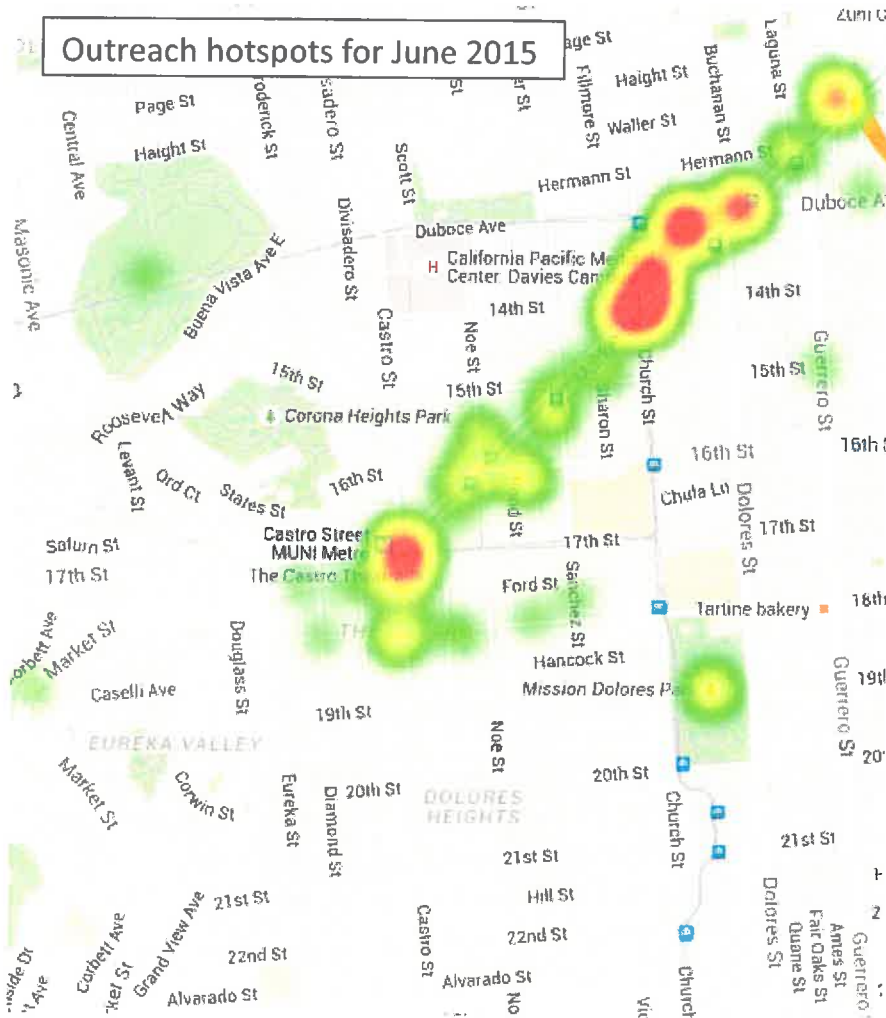 Outreach hotspots for June 2015
Page St
Haight St
Central Ave
Masonic Ave
Buena Vista Ave E
Divisadero St
Scott St
Fillmore St
Haight St
Waller St
Buchanan St
Laguna St
Hermann St
Hermann St
Duboce Ave
H California Pacific
Center: Davies
14th St
14th St
Castro St
Noe St
15th St
15th St
15th St
Church St
Sharon St
Guerrero St
Roosevelt Way
Corona Heights Park
Levant St
Ord Ct
States St
16th St
16th St
Chula Ln
Dolores St
17th St
Saturn St
17th St
Castro Street
MUNI Metro
The Castro
17th St
Ford St
Sanchez St
Tartine bakery
Market St
Douglass St
Caselli Ave
Hancock St
Mission Dolores
19th St
Guerrero St
EUREKA VALLEY
Market St
Corwin St
Eureka St
Diamond St
20th St
Noe St
20th St
DOLORES
HEIGHTS
Church St
21st St
21st St
21st St
Hill St
Corbett Ave
Grand View Ave
22nd St
Castro St
22nd St
Alvarado St
Alvarado St
Church
Dolores St
Quane St
Fair Oaks St
Ames St
Guerrero